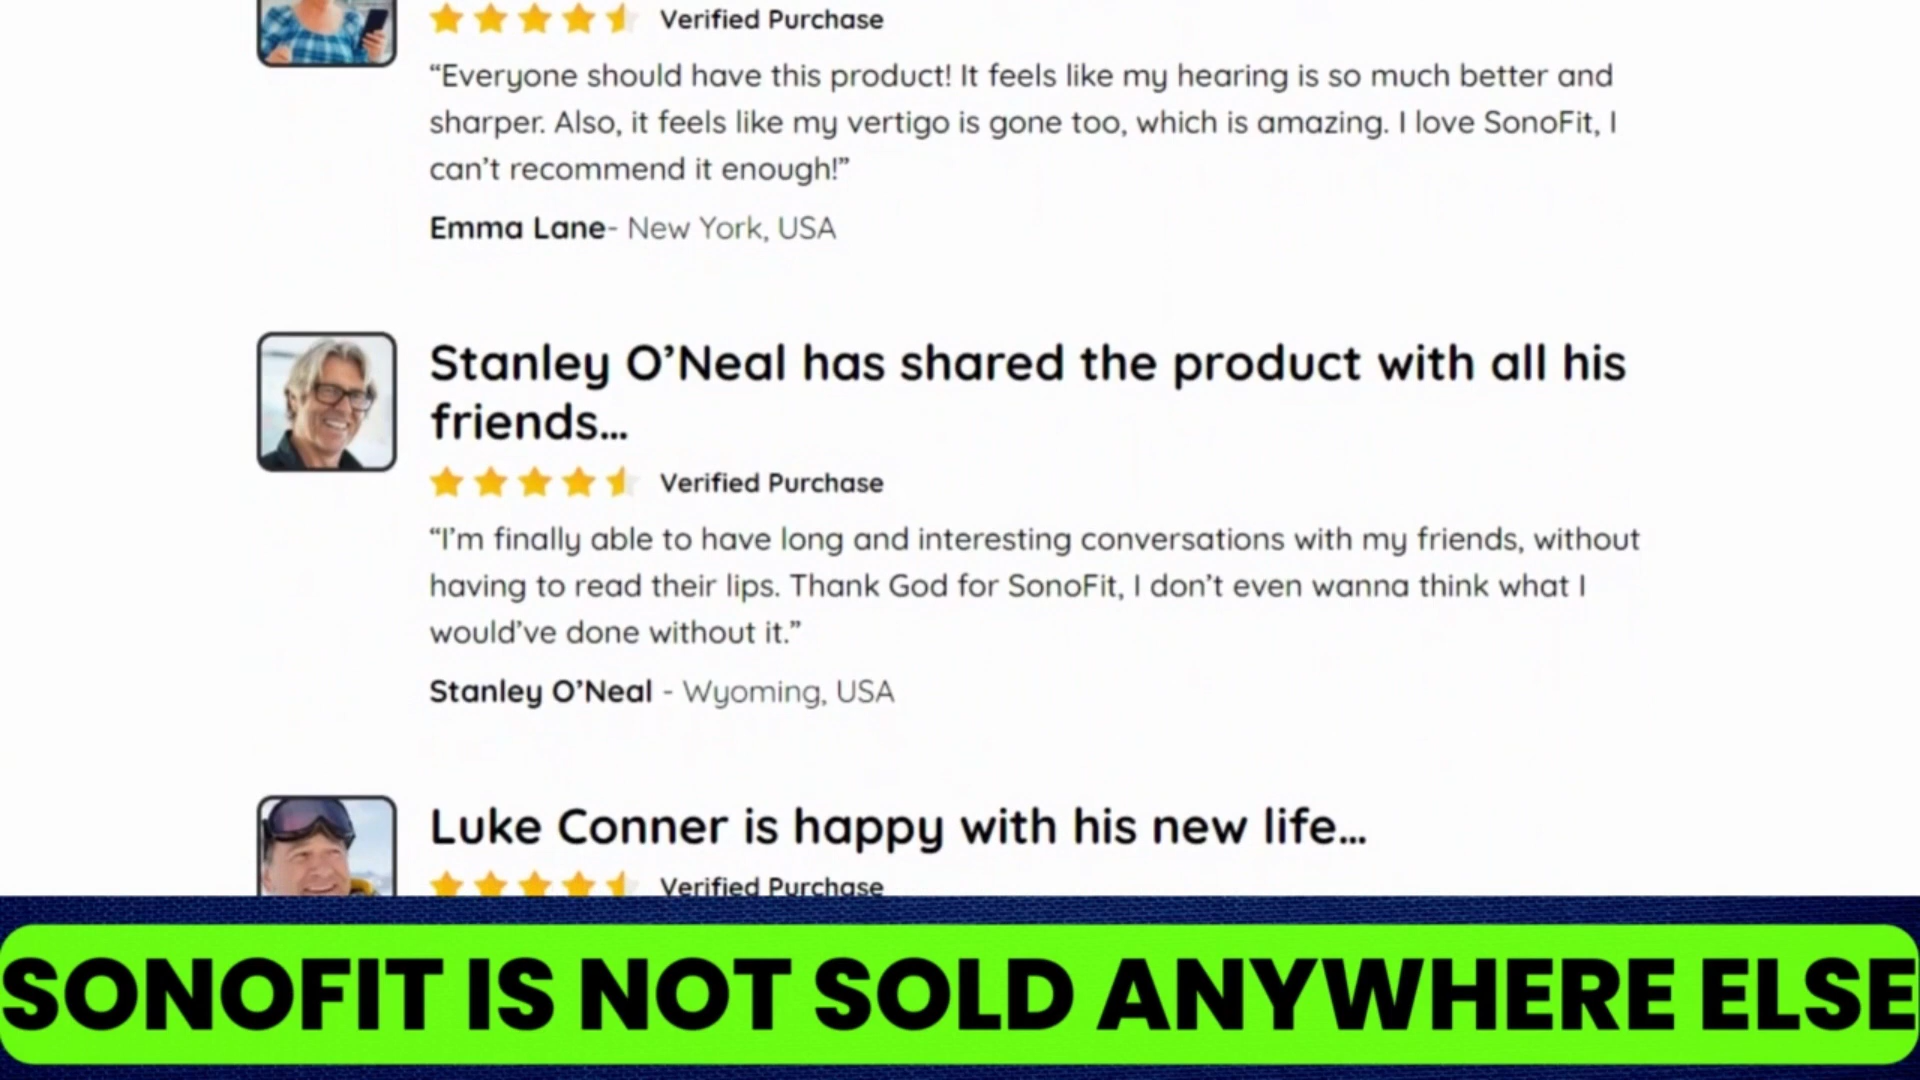 Verified Purchase
“Everyone should have this product! It feels like my hearing is so much better and
sharper. Also, it feels like my vertigo is gone too, which is amazing. I love SonoFit, I
can’t recommend it enough!”
Emma Lane- New York, USA
Stanley O’Neal has shared the product with all his
friends...
Verified Purchase
“I’m finally able to have long and interesting conversations with my friends, without
having to read their lips. Thank God for SonoFit, I don’t even wanna think what I
would’ve done without it.”
Stanley O’Neal - Wyoming, USA
Luke Conner is happy with his new life...
Verified Purchase
SONOFIT IS NOT SOLD ANYWHERE ELSE